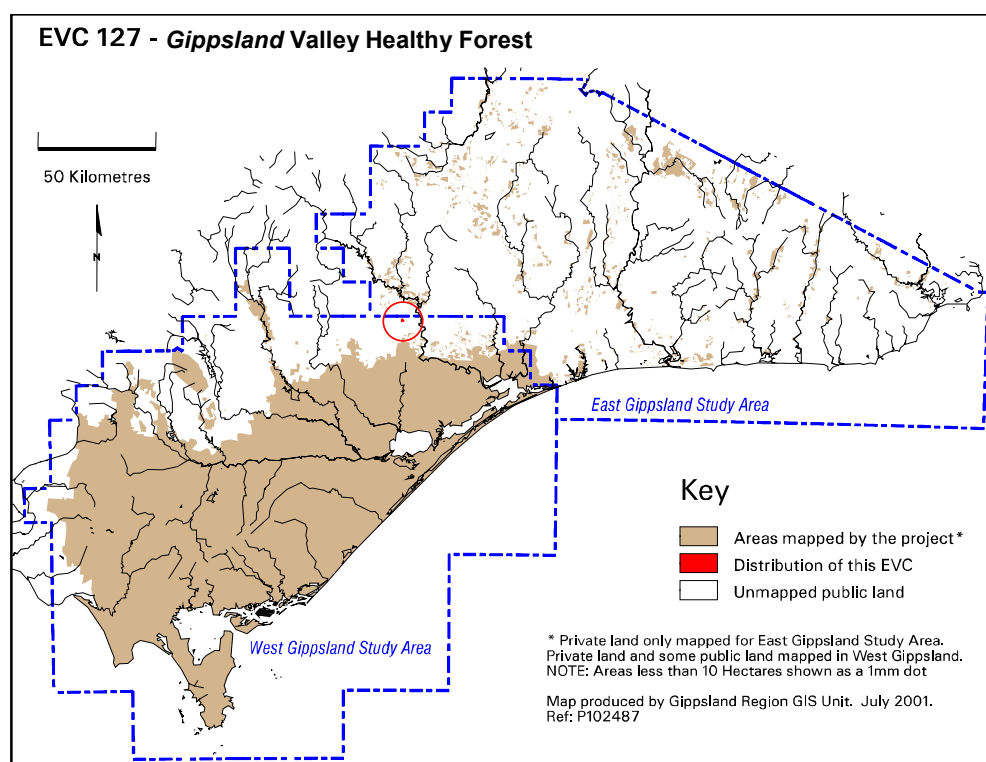 EVC 127 - Gippsland Valley Healthy Forest
50 Kilometres
N
East Gippsland Study Area
West Gippsland Study Area
Key
Areas mapped by the project*
Distribution of this EVC
Unmapped public land
* Private land only mapped for East Gippsland Study Area.
Private land and some public land mapped in West Gippsland.
NOTE: Areas less than 10 Hectares shown as a 1mm dot
Map produced by Gippsland Region GIS Unit. July 2001.
Ref: P102487